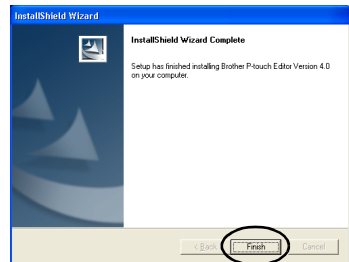 InstallShield Wizard
InstallShield Wizard Complete
Setup has finished installing Brother P-touch Editor Version 4.0
on your computer.
< Back
Finish
Cancel